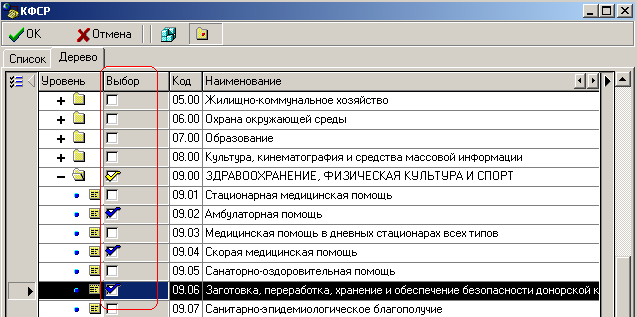 КФСР
OK Отмена
Список Дерево
Уровень Выбор Код Наименование
05.00 Жилищно-коммунальное хозяйство
06.00 Охрана окружающей среды
07.00 Образование
08.00 Культура, кинематография и средства массовой информации
09.00 ЗДРАВООХРАНЕНИЕ, ФИЗИЧЕСКАЯ КУЛЬТУРА И СПОРТ
09.01 Стационарная медицинская помощь
09.02 Амбулаторная помощь
09.03 Медицинская помощь в дневных стационарах всех типов
09.04 Скорая медицинская помощь
09.05 Санаторно-оздоровительная помощь
09.06 Заготовка, переработка, хранение и обеспечение безопасности донорской к
09.07 Санитарно-эпидемиологическое благополучие